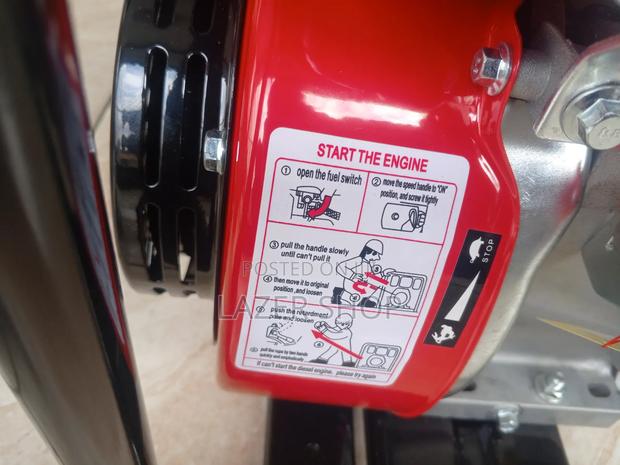 START THE ENGINE
① open the fuel switch
② move the speed handle to "ON"
position, and screw it tightly
③ pull the handle slowly
until can't pull it
④ then move it to original
position ,and loosen
push the retardment
and loosen
pull the rope by two hands
quickly and emphatically
If can't start the diesel engine, please try again
STOP
POSTED ON
LAZER SHOP